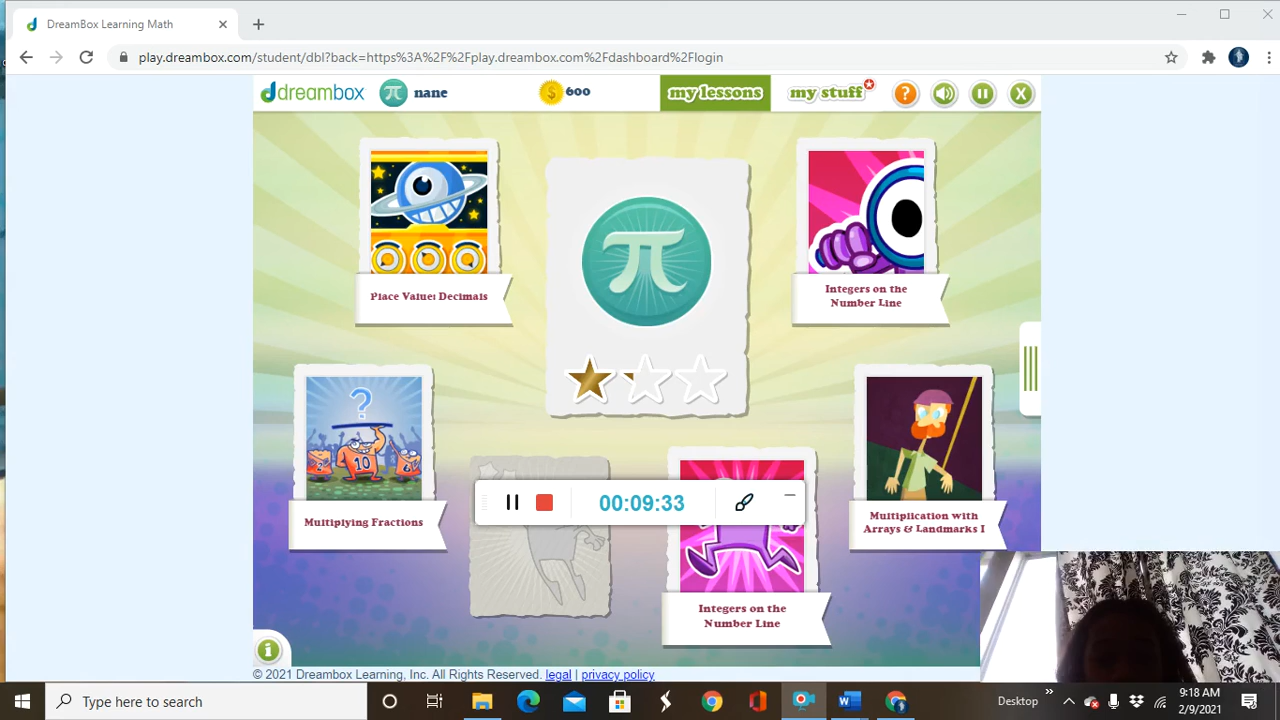 DreamBox Learning Math
play.dreambox.com/student/dbl?back=https%3A%2F%2Fplay.dreambox.com%2Fdashboard%2Flogin
dreambox
π
nane
$
600
my lessons
my stuff
?
X
Place Value: Decimals
π
Integers on the
Number Line
?
2
10
6
Multiplying Fractions
00:09:33
Multiplication with
Arrays & Landmarks I
Integers on the
Number Line
i
© 2021 Dreambox Learning, Inc. All Rights Reserved. legal | privacy policy
Type here to search
Desktop
9:18 AM
2/9/2021